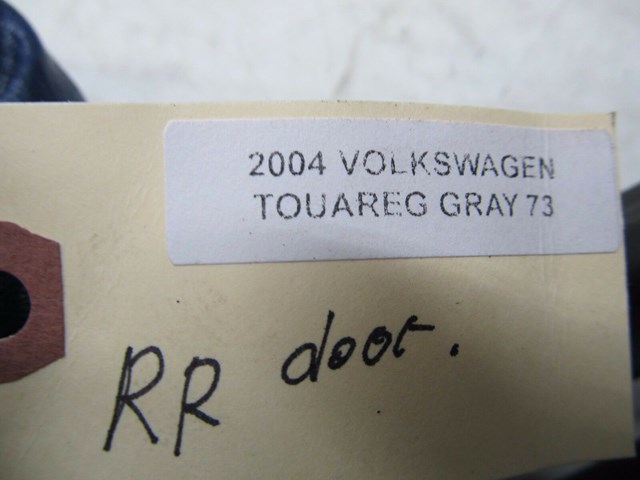 2004 VOLKSWAGEN
TOUAREG GRAY 73
RR door.